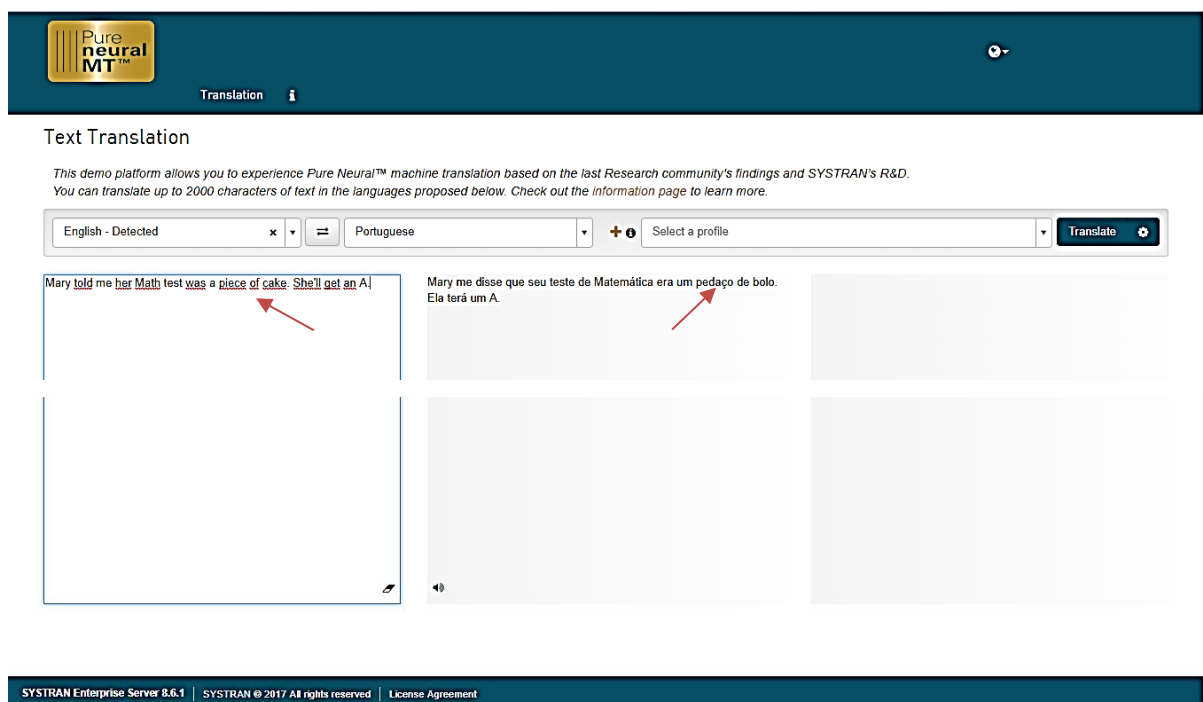 Pure
neural
MT™
Translation
Text Translation
This demo platform allows you to experience Pure Neural™ machine translation based on the last Research community's findings and SYSTRAN's R&D.
You can translate up to 2000 characters of text in the languages proposed below. Check out the information page to learn more.
English - Detected
Portuguese
Select a profile
Translate
Mary told me her Math test was a piece of cake. She'll get an A.
Mary me disse que seu teste de Matemática era um pedaço de bolo.
Ela terá um A.
SYSTRAN Enterprise Server 8.6.1 | SYSTRAN © 2017 All rights reserved | License Agreement